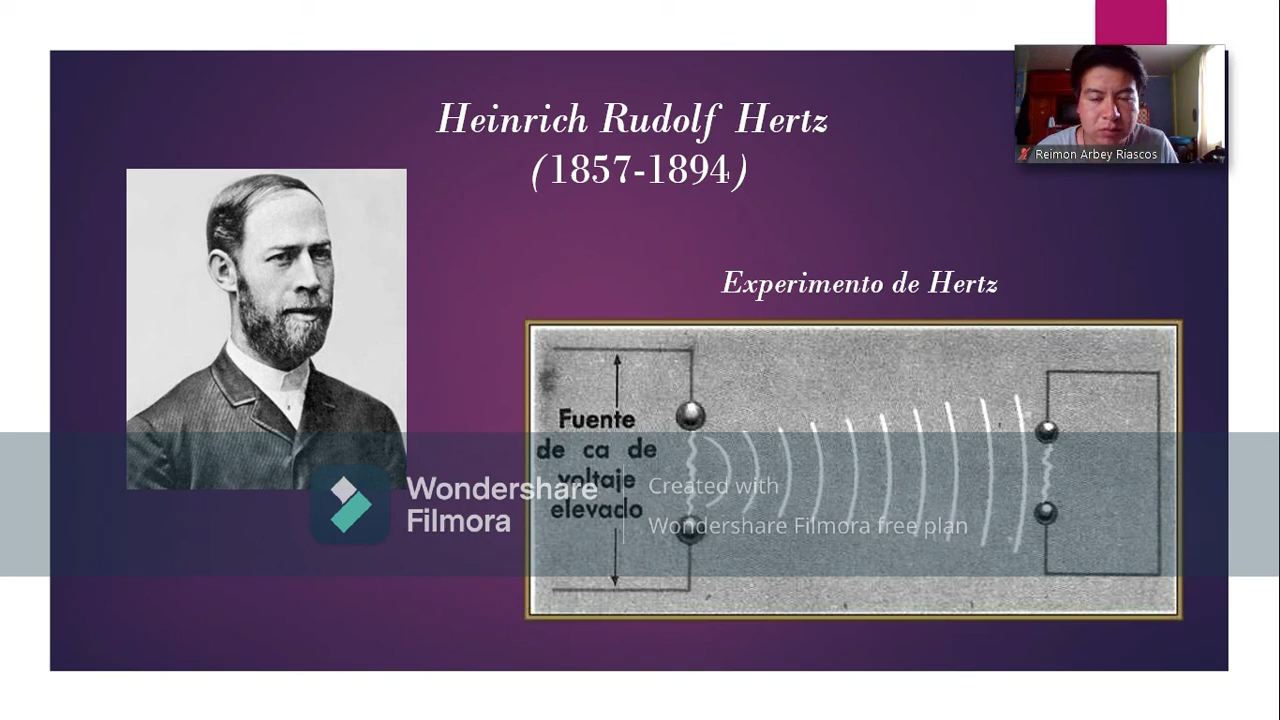 Heinrich Rudolf Hertz
(1857-1894)
Reimon Arbey Riascos
Experimento de Hertz
Fuente
de ca de
voltaje
elevado
Wondershare
Filmora
Created with
Wondershare Filmora free plan